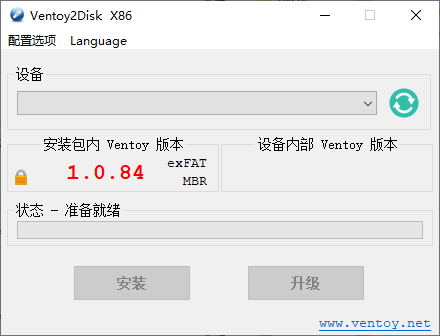 Ventoy2Disk X86
配置选项 Language
设备
安装包内 Ventoy 版本
设备内部 Ventoy 版本
1.0.84
exFAT
MBR
状态 - 准备就绪
安装
升级
www.ventoy.net